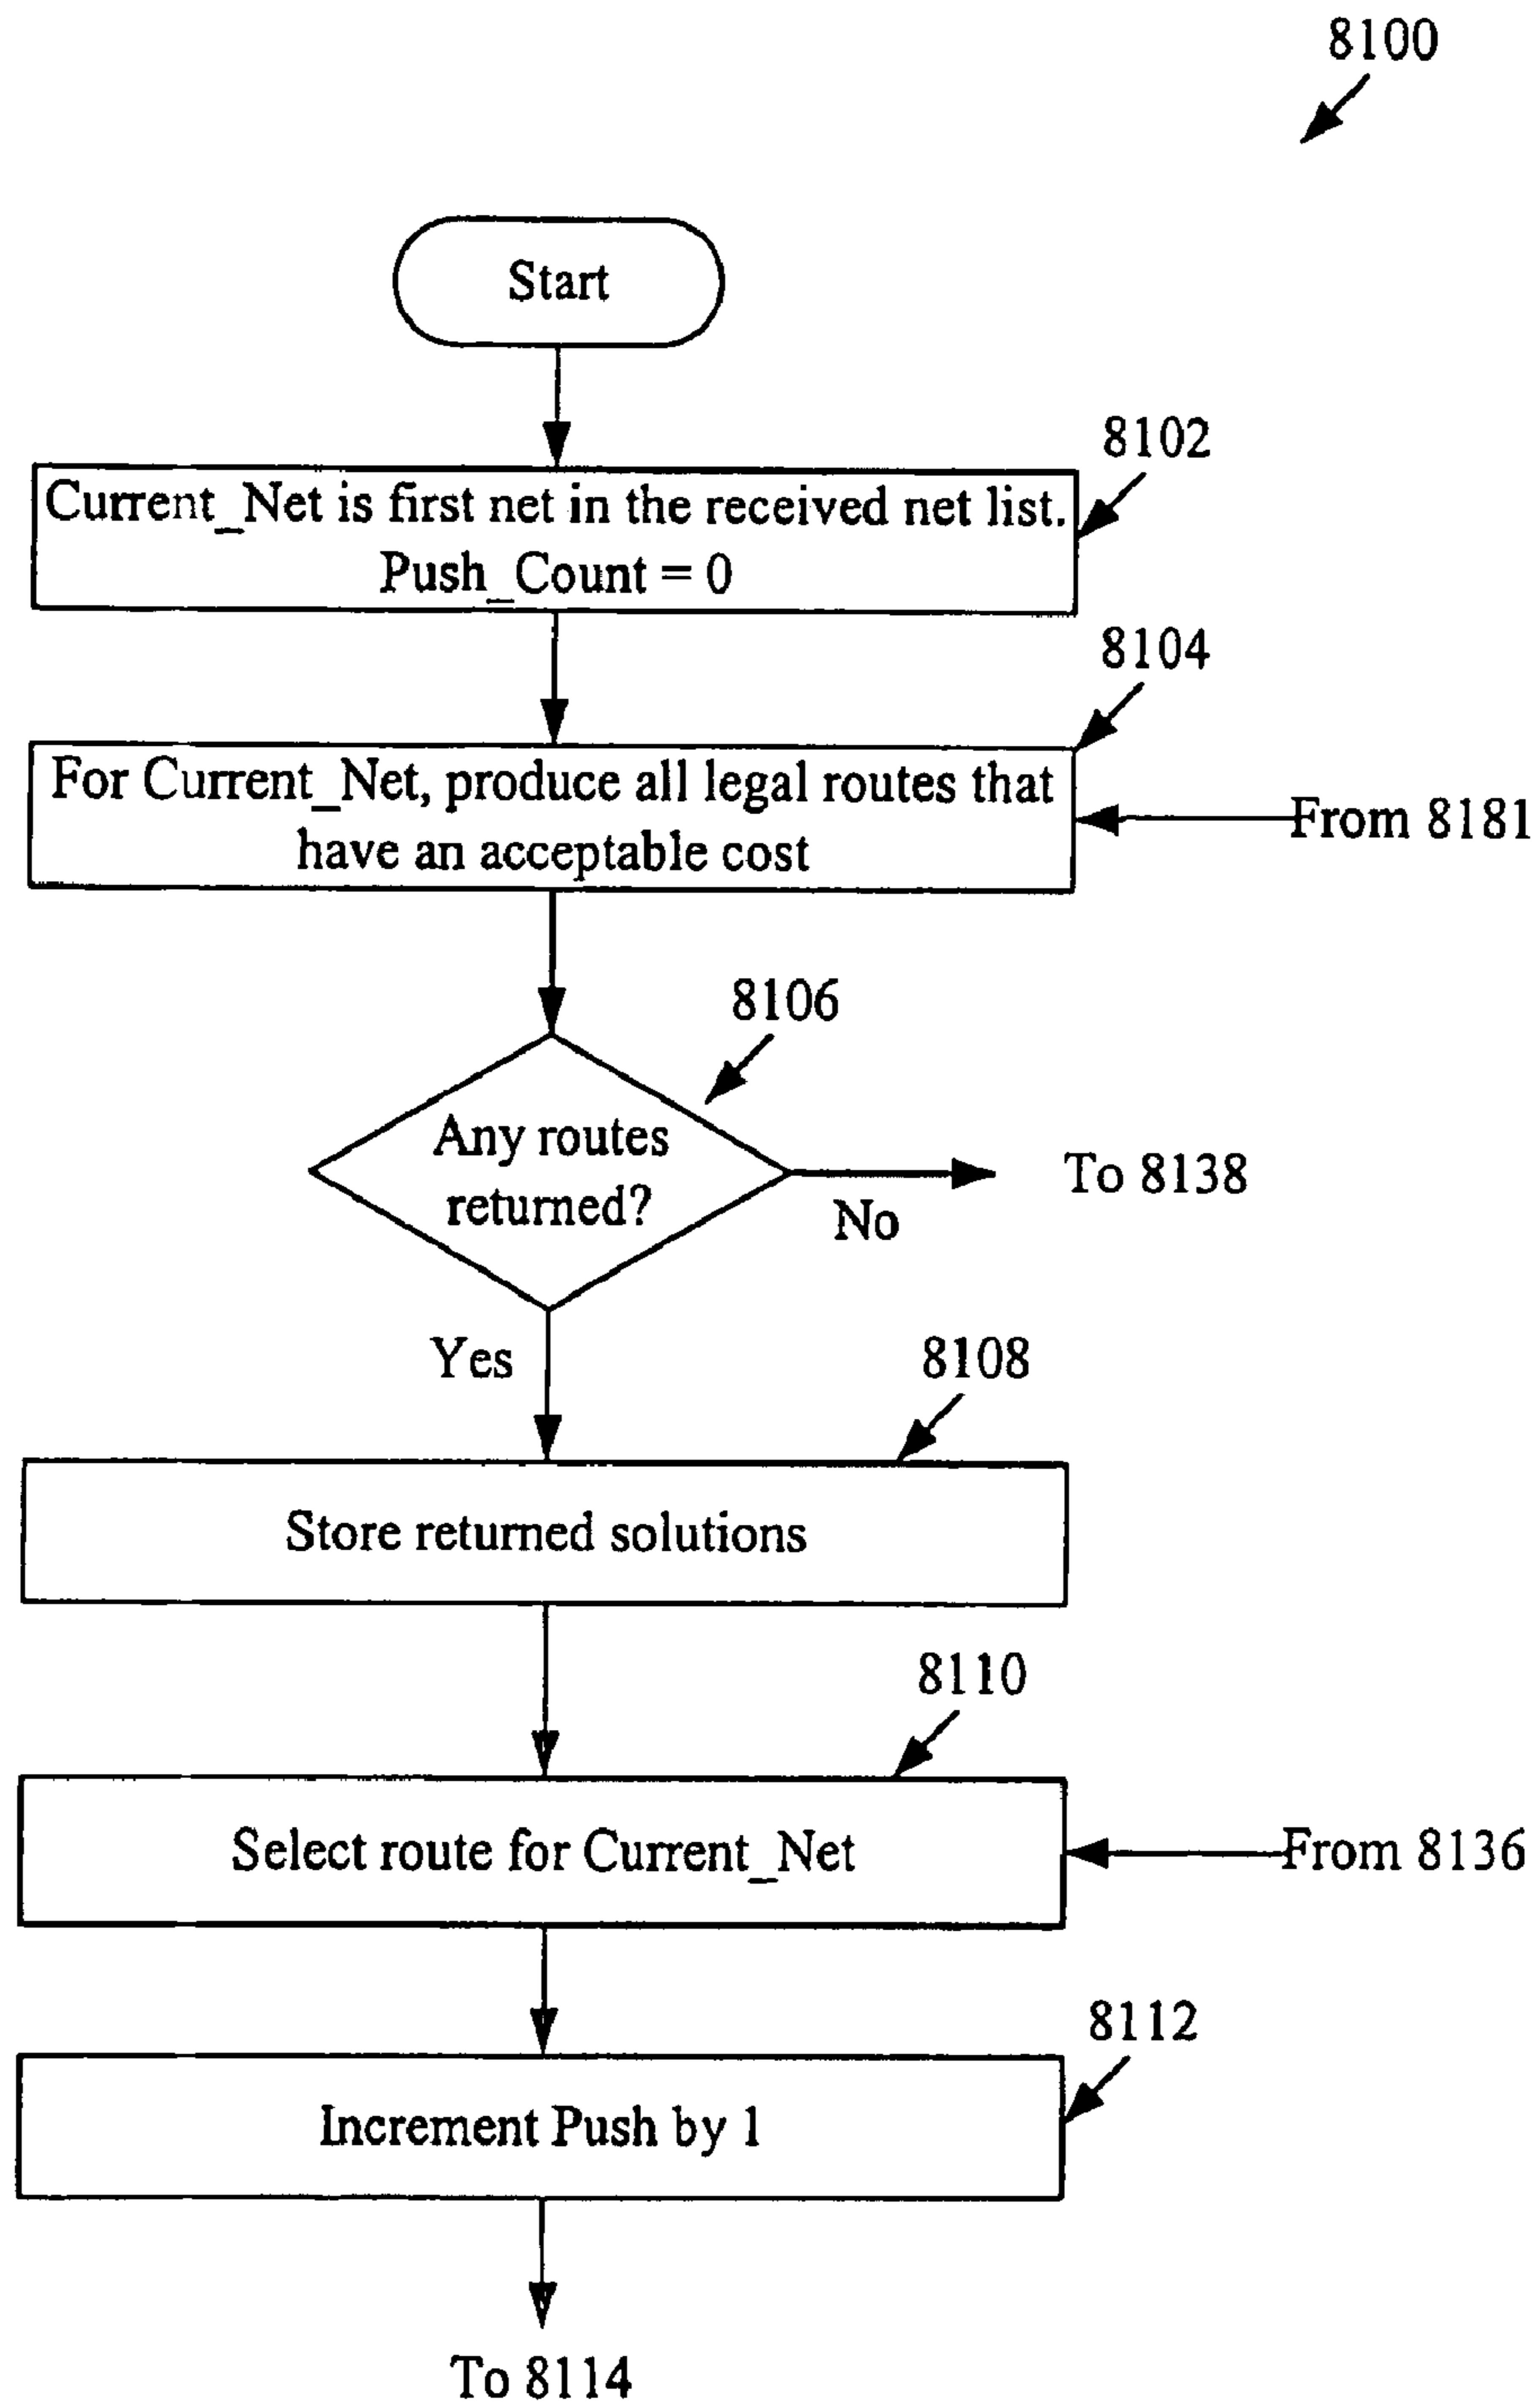 8100
Start
8102
Current_Net is first net in the received net list.
Push_Count = 0
8104
For Current_Net, produce all legal routes that
have an acceptable cost
From 8181
8106
Any routes
returned?
No
To 8138
Yes
8108
Store returned solutions
8110
Select route for Current_Net
From 8136
8112
Increment Push by 1
To 8114